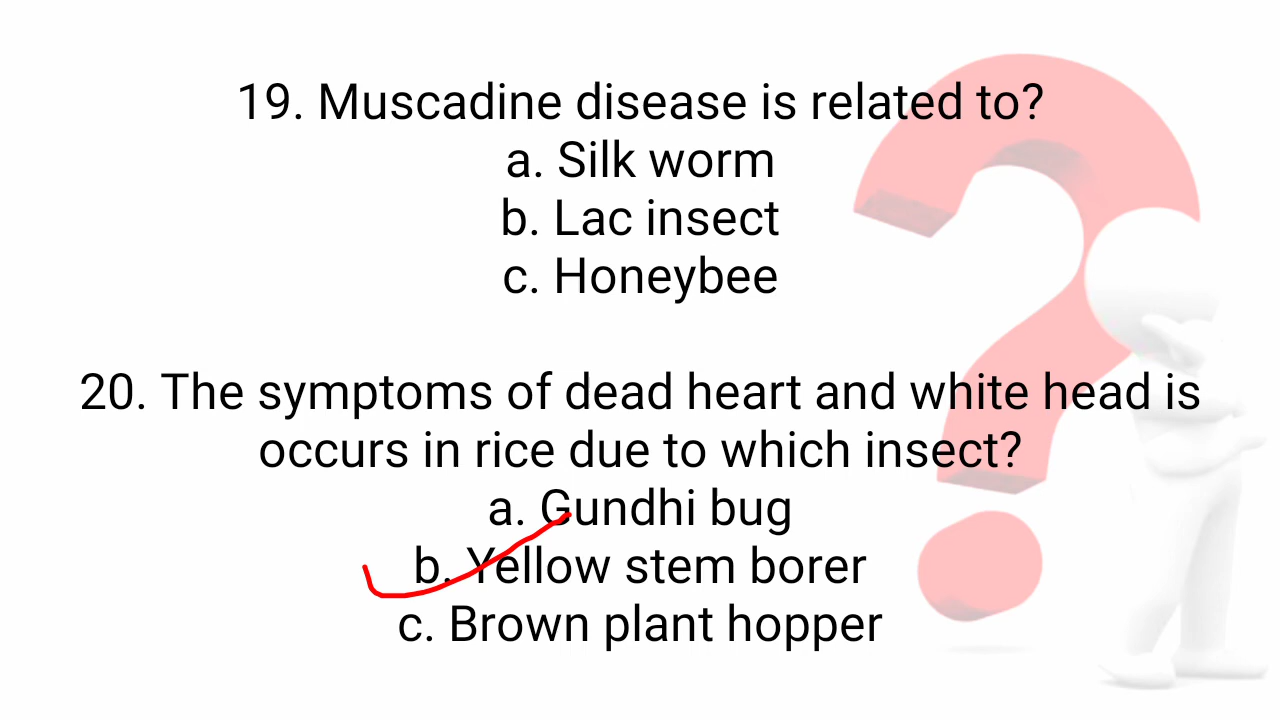 19. Muscadine disease is related to?
a. Silk worm
b. Lac insect
c. Honeybee
20. The symptoms of dead heart and white head is
occurs in rice due to which insect?
a. Gundhi bug
b. Yellow stem borer
c. Brown plant hopper